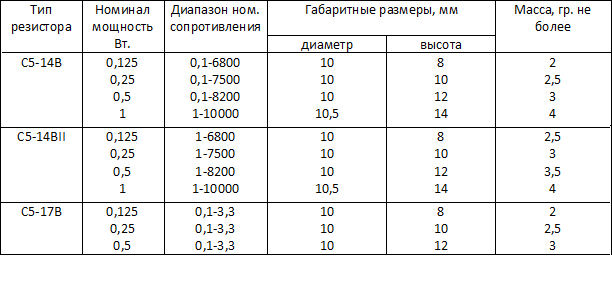 Тип резистора Номинал мощность Вт. Диапазон ном. сопротивления Габаритные размеры, мм Масса, гр. не более
диаметр высота
С5-14В 0,125 0,1-6800 10 8 2
0,25 0,1-7500 10 10 2,5
0,5 0,1-8200 10 12 3
1 1-10000 10,5 14 4
С5-14ВII 0,125 1-6800 10 8 2,5
0,25 1-7500 10 10 3
0,5 1-8200 10 12 3,5
1 1-10000 10,5 14 4
С5-17В 0,125 0,1-3,3 10 8 2
0,25 0,1-3,3 10 10 2,5
0,5 0,1-3,3 10 12 3